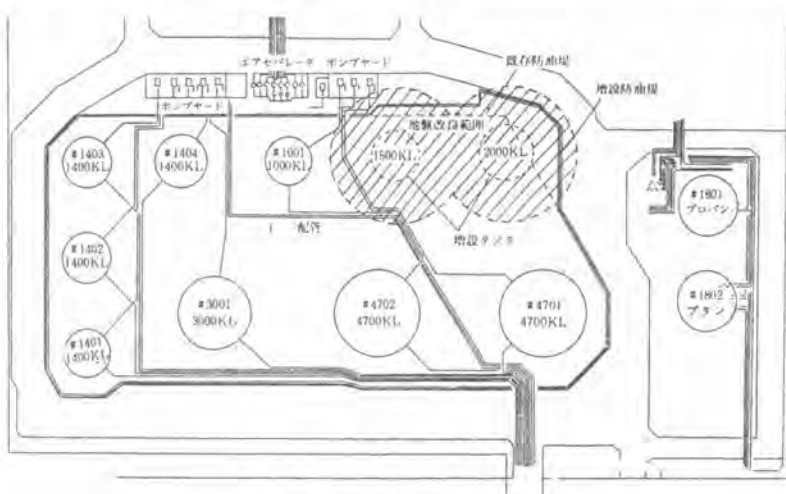 エアセパレータ ポンプヤード
既存防油堤
増設防油堤
ポンプヤード
地盤改良範囲
#1403
1400KL
#1404
1400KL
#1001
1000KL
1500KL
2000KL
#1801
プロパン
配管
増設タンク
#1402
1400KL
#3001
3000KL
#4702
4700KL
#4701
4700KL
#1802
ブタン
#1401
1400KL